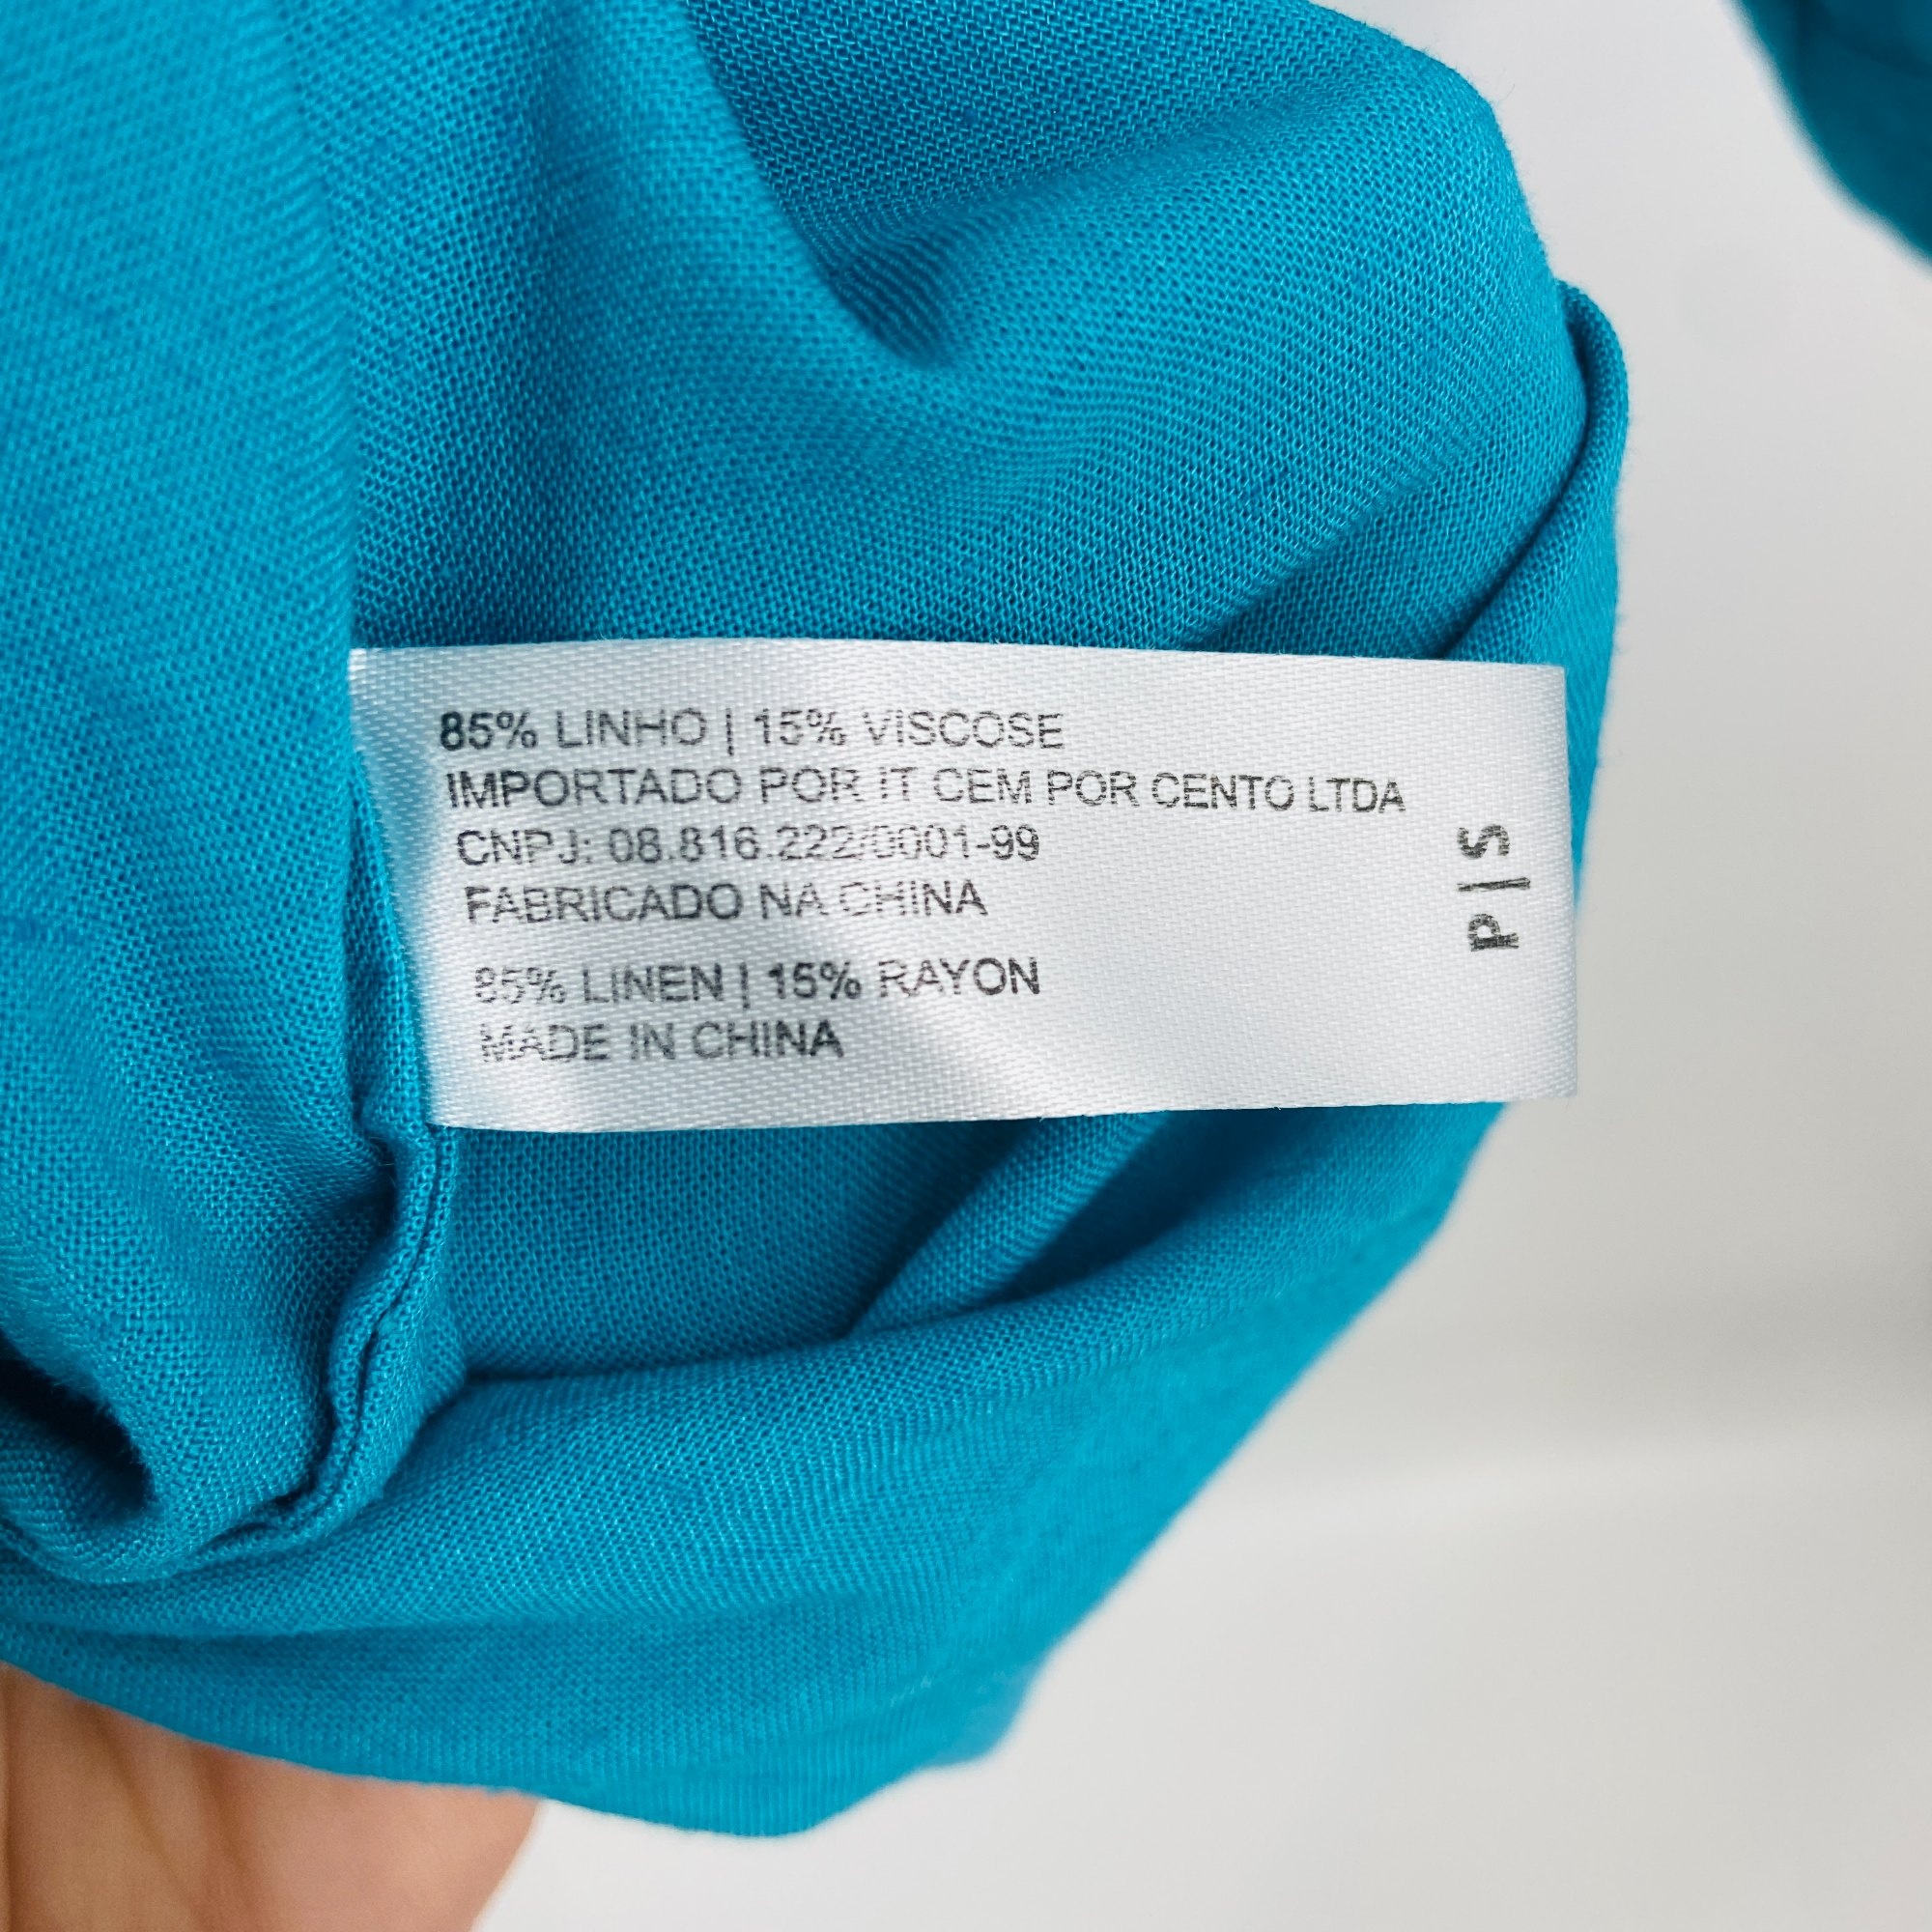 85% LINHO | 15% VISCOSE
IMPORTADO POR IT CEM POR CENTO LTDA
CNPJ: 08.816.222/0001-99
FABRICADO NA CHINA
85% LINEN | 15% RAYON
MADE IN CHINA
P|S